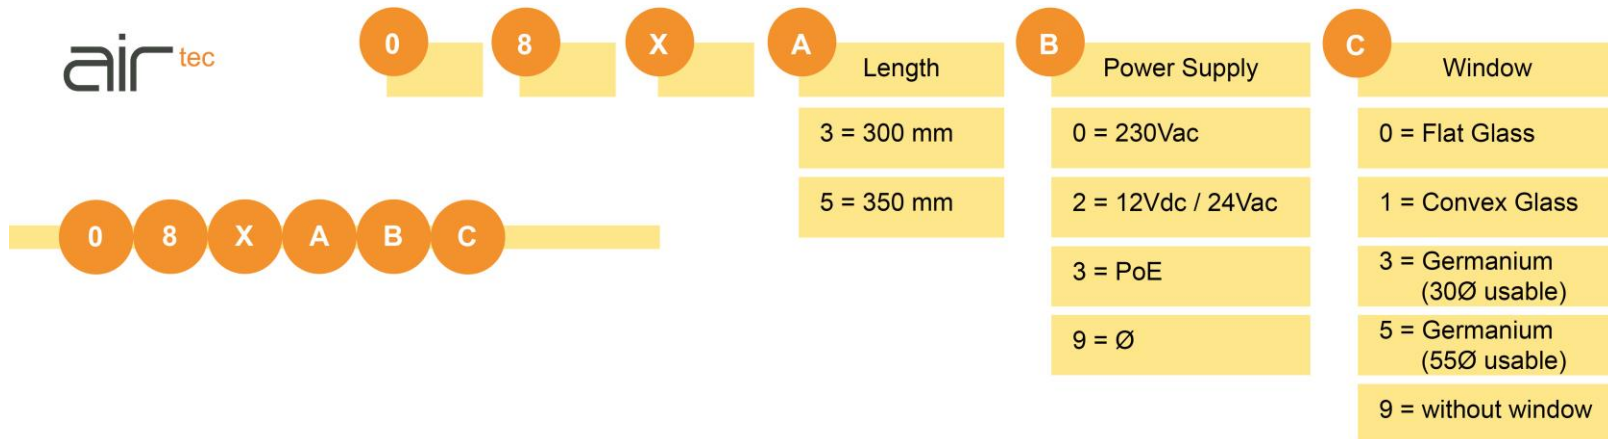 air tec
0 8 X A B C
Length Power Supply Window
3 = 300 mm 0 = 230Vac 0 = Flat Glass
5 = 350 mm 2 = 12Vdc / 24Vac 1 = Convex Glass
0 8 X A B C
3 = PoE 3 = Germanium
(30Ø usable)
9 = Ø 5 = Germanium
(55Ø usable)
9 = without window